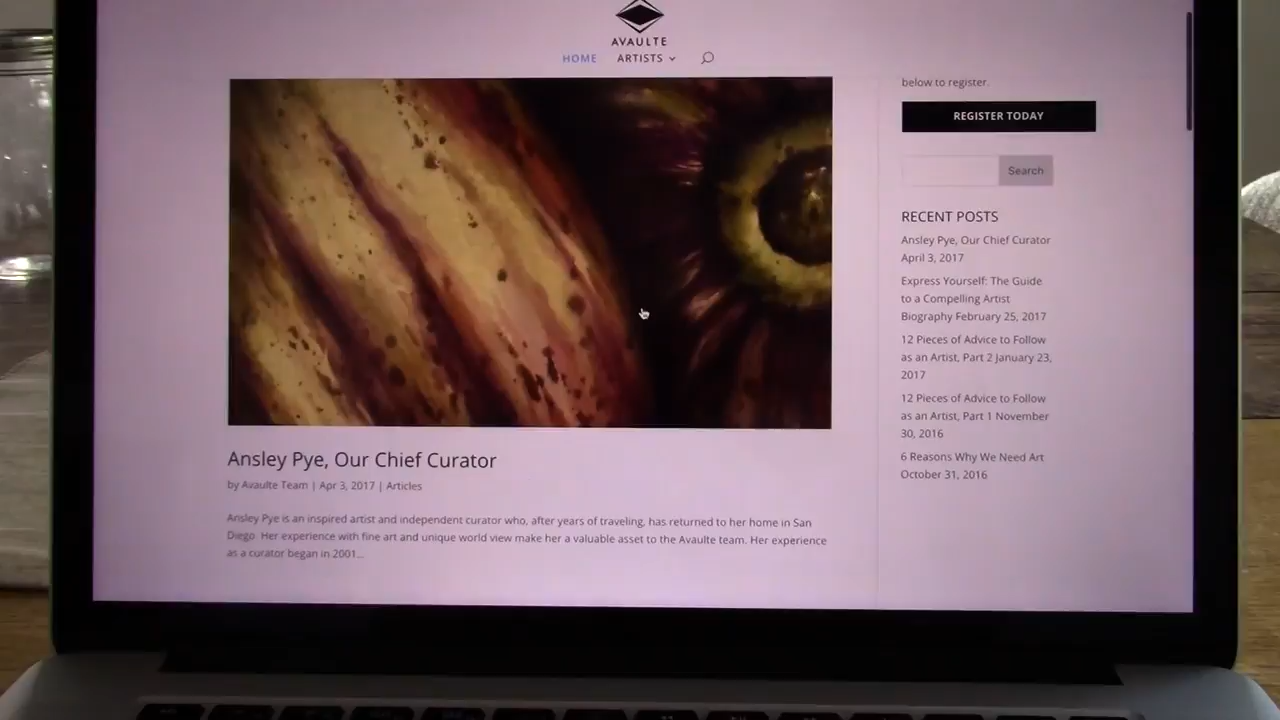 AVAULTE
HOME ARTISTS
below to register.
REGISTER TODAY
Search
RECENT POSTS
Ansley Pye, Our Chief Curator
April 3, 2017
Express Yourself: The Guide
to a Compelling Artist
Biography February 25, 2017
12 Pieces of Advice to Follow
as an Artist, Part 2 January 23,
2017
12 Pieces of Advice to Follow
as an Artist, Part 1 November
30, 2016
6 Reasons Why We Need Art
October 31, 2016
Ansley Pye, Our Chief Curator
by Avaulte Team | Apr 3, 2017 | Articles
Ansley Pye is an inspired artist and independent curator who, after years of traveling, has returned to her home in San
Diego. Her experience with fine art and unique world view make her a valuable asset to the Avaulte team. Her experience
as a curator began in 2001...